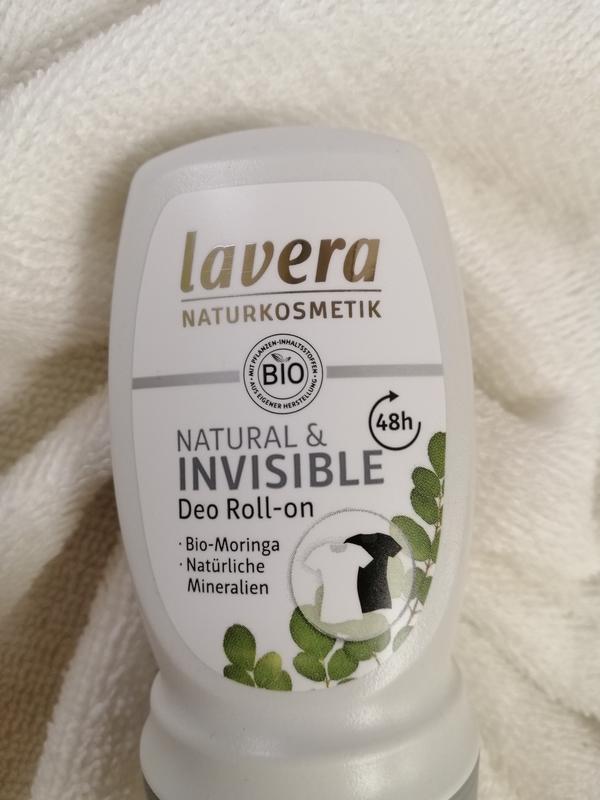 lavera
NATURKOSMETIK
MIT PFLANZEN-INHALTSSTOFFEN
BIO
AUS EIGENER HERSTELLUNG
48h
NATURAL &
INVISIBLE
Deo Roll-on
· Bio-Moringa
· Natürliche
Mineralien